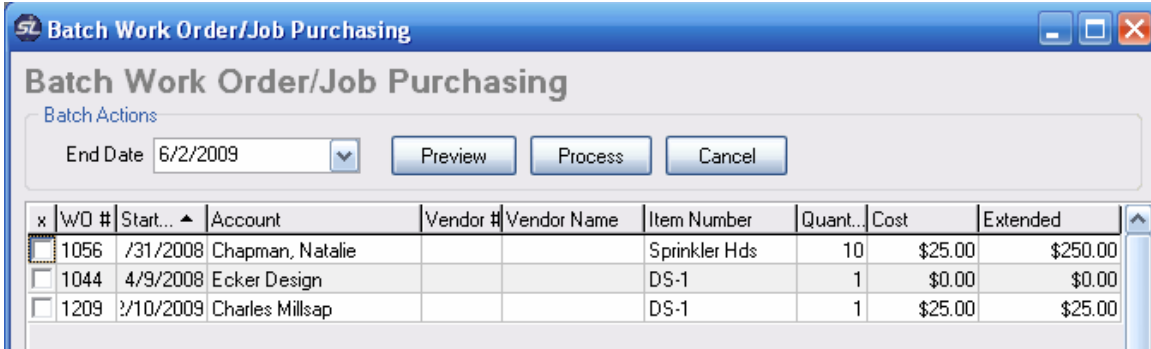 SL Batch Work Order/Job Purchasing
Batch Work Order/Job Purchasing
Batch Actions
End Date 6/2/2009 Preview Process Cancel
x WO # Start... Account Vendor # Vendor Name Item Number Quant... Cost Extended
1056 /31/2008 Chapman, Natalie Sprinkler Hds 10 $25.00 $250.00
1044 4/9/2008 Ecker Design DS-1 1 $0.00 $0.00
1209 /10/2009 Charles Millsap DS-1 1 $25.00 $25.00